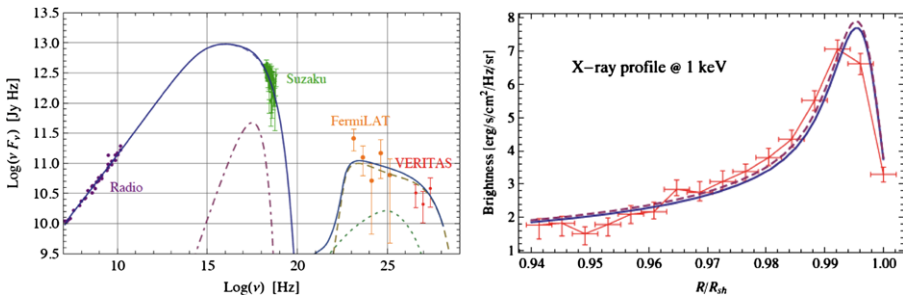 13.5
13.0
12.5
12.0
11.5
11.0
10.5
10.0
9.5
Log(ν Fν) [Jy Hz]
Suzaku
FermiLAT
VERITAS
Radio
10 15 20 25
Log(ν) [Hz]
8
7
6
5
4
3
2
1
Brightness [erg/s/cm²/Hz/sr]
X−ray profile @ 1 keV
0.94 0.95 0.96 0.97 0.98 0.99 1.00
R/Rsh